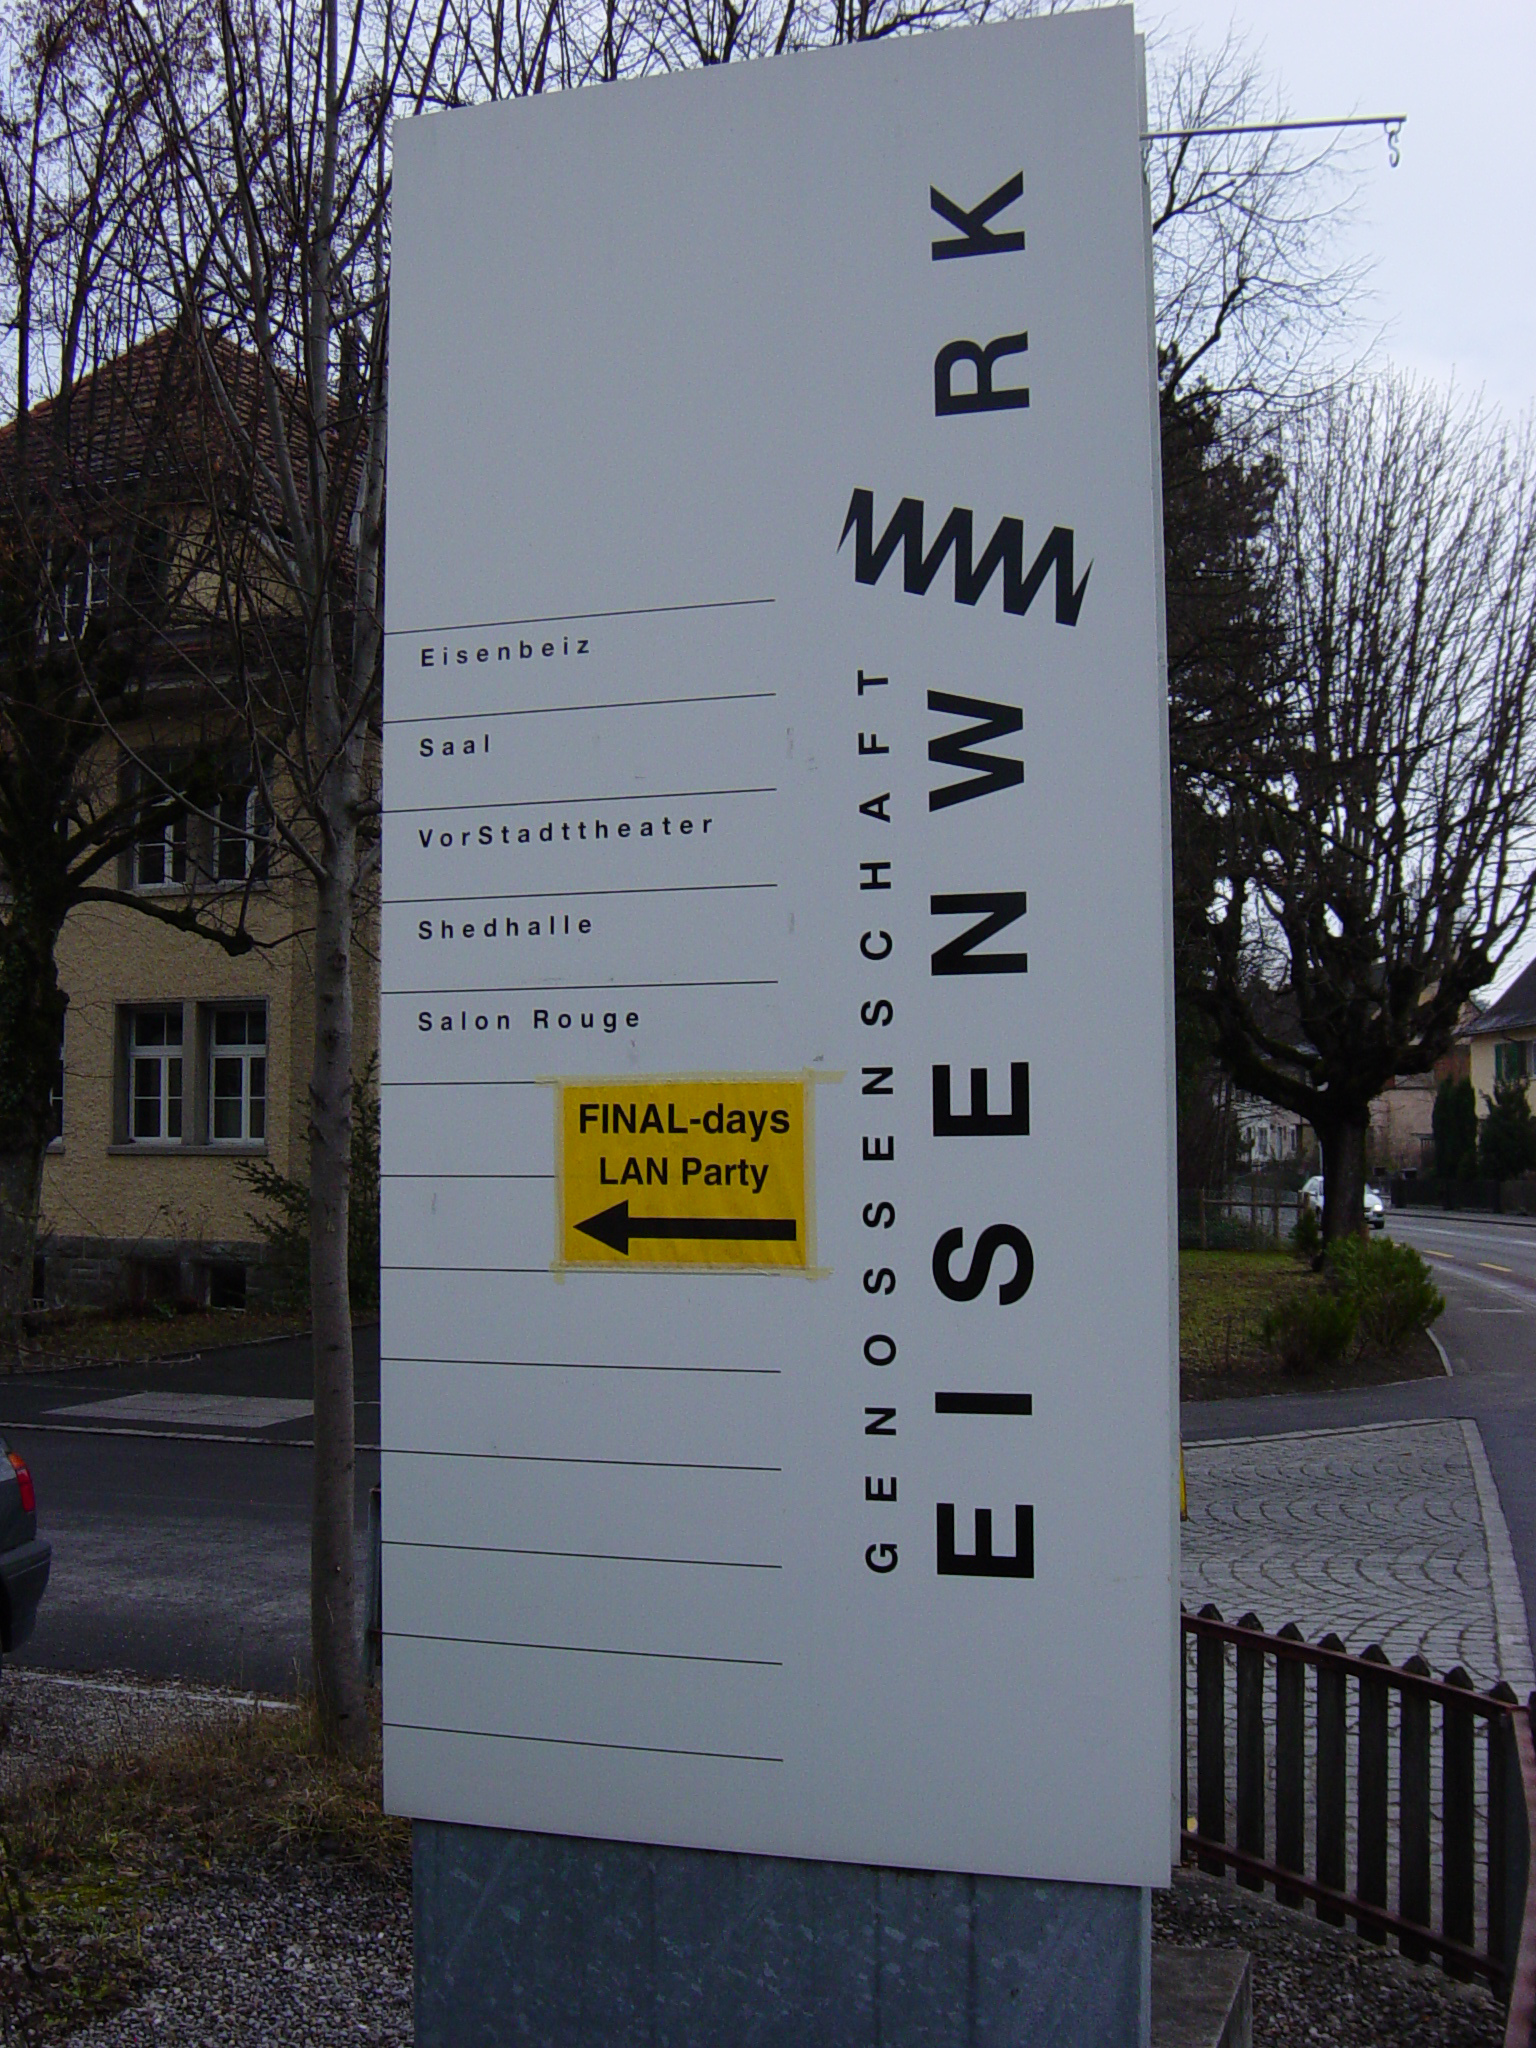 Eisenbeiz
Saal
VorStadttheater
Shedhalle
Salon Rouge
FINAL-days
LAN Party
GENOSSENSCHAFT
EISENWERK